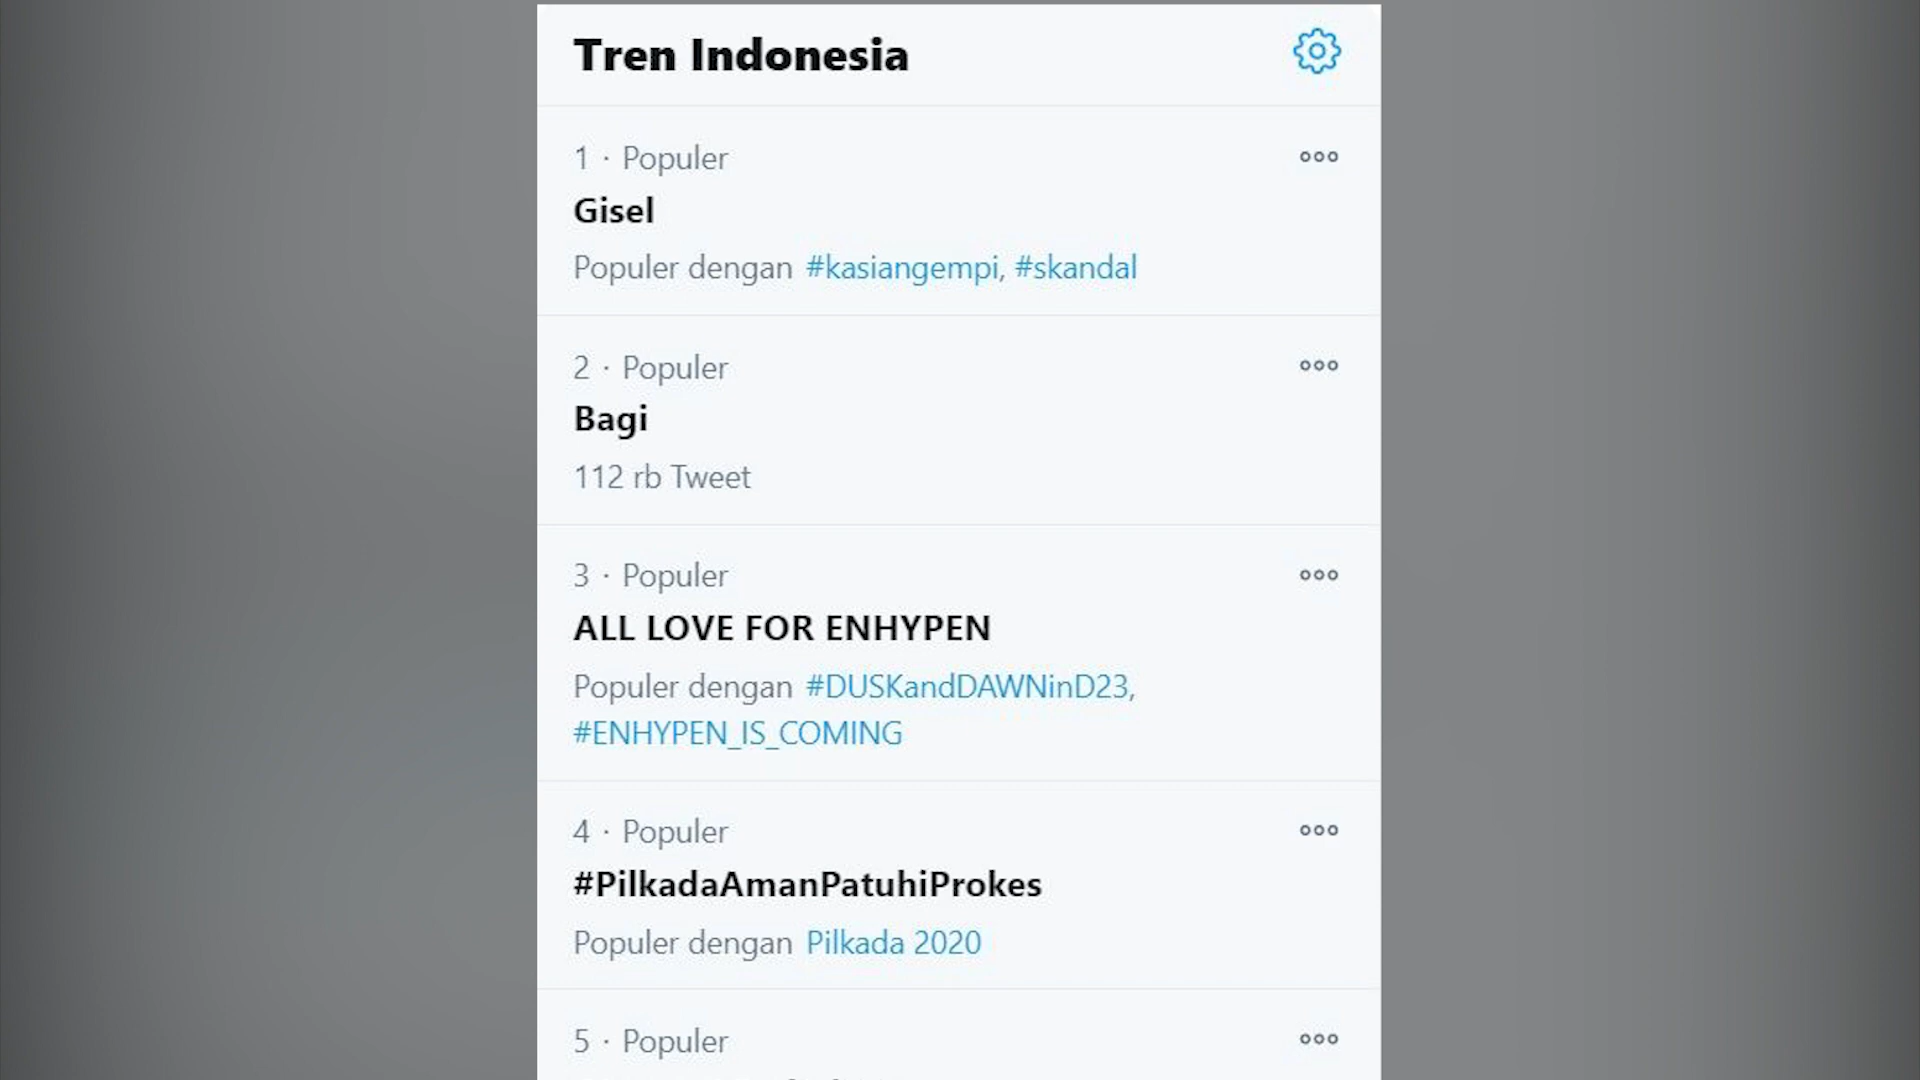 Tren Indonesia
1 · Populer
Gisel
Populer dengan #kasiangempi, #skandal
2 · Populer
Bagi
112 rb Tweet
3 · Populer
ALL LOVE FOR ENHYPEN
Populer dengan #DUSKandDAWNinD23,
#ENHYPEN_IS_COMING
4 · Populer
#PilkadaAmanPatuhiProkes
Populer dengan Pilkada 2020
5 · Populer